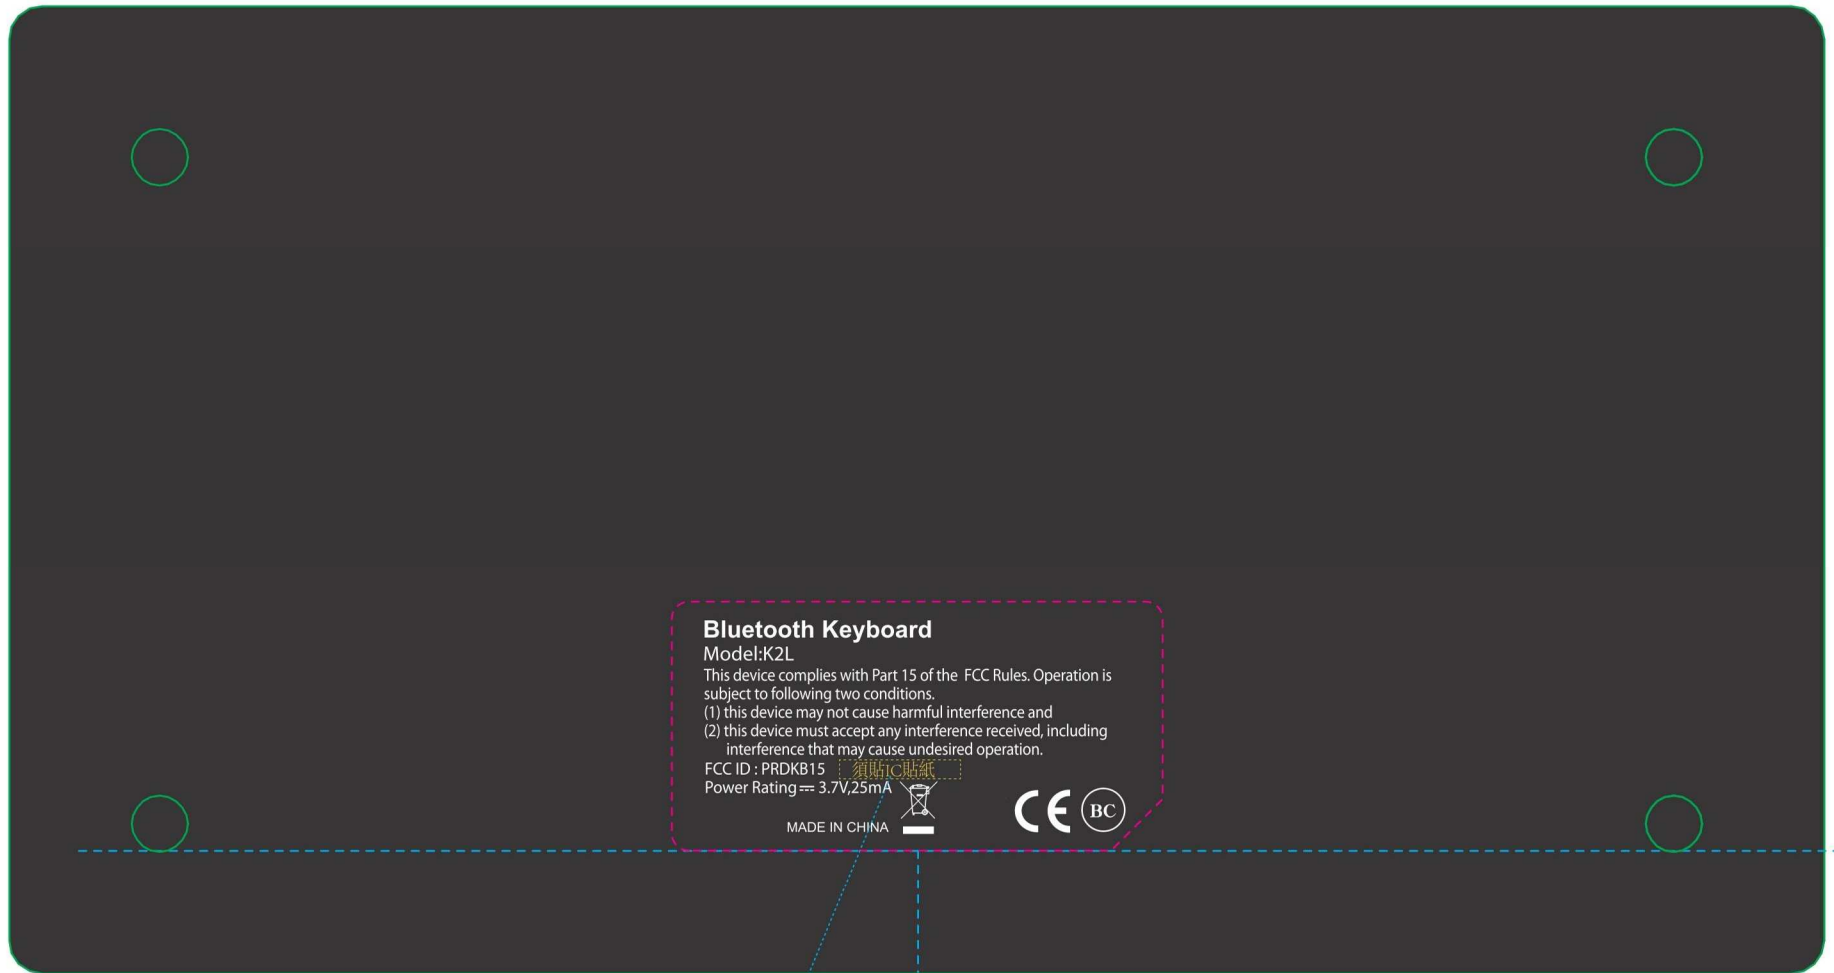 Bluetooth Keyboard
Model:K2L
This device complies with Part 15 of the FCC Rules. Operation is
subject to following two conditions.
(1) this device may not cause harmful interference and
(2) this device must accept any interference received, including
interference that may cause undesired operation.
FCC ID : PRDKB15 須貼IC貼紙
Power Rating ⎓ 3.7V,25mA
MADE IN CHINA
CE BC